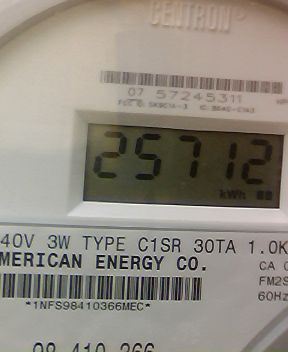 CENTRON®
07 57245311
25712
kWh
40V 3W TYPE C1SR 30TA 1.0K
MERICAN ENERGY CO.
CA 0
FM2S
60Hz
*1NFS98410366MEC*
98 410 366